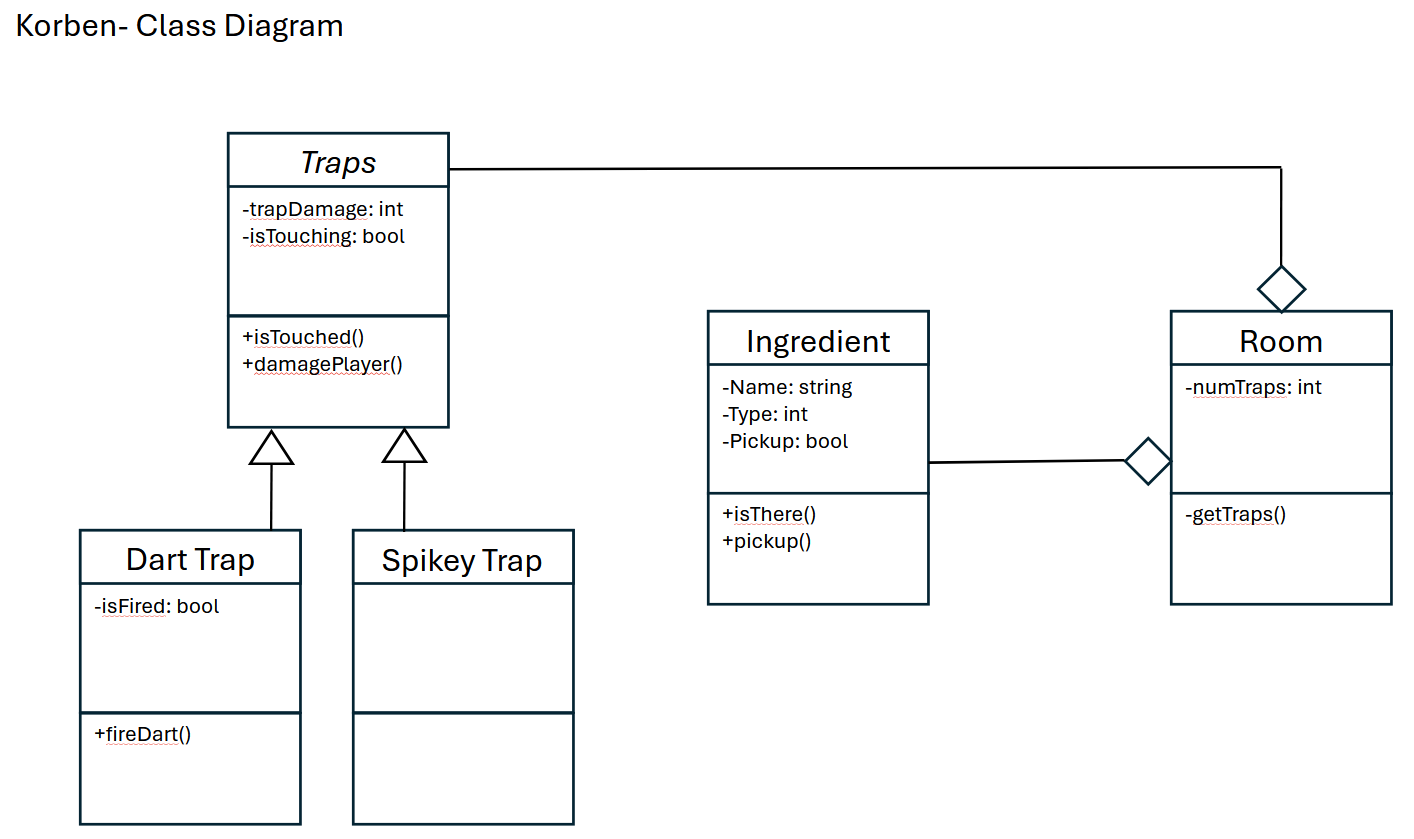 Korben- Class Diagram
Traps
-trapDamage: int
-isTouching: bool
+isTouched()
+damagePlayer()
Ingredient
-Name: string
-Type: int
-Pickup: bool
+isThere()
+pickup()
Room
-numTraps: int
-getTraps()
Dart Trap
-isFired: bool
+fireDart()
Spikey Trap